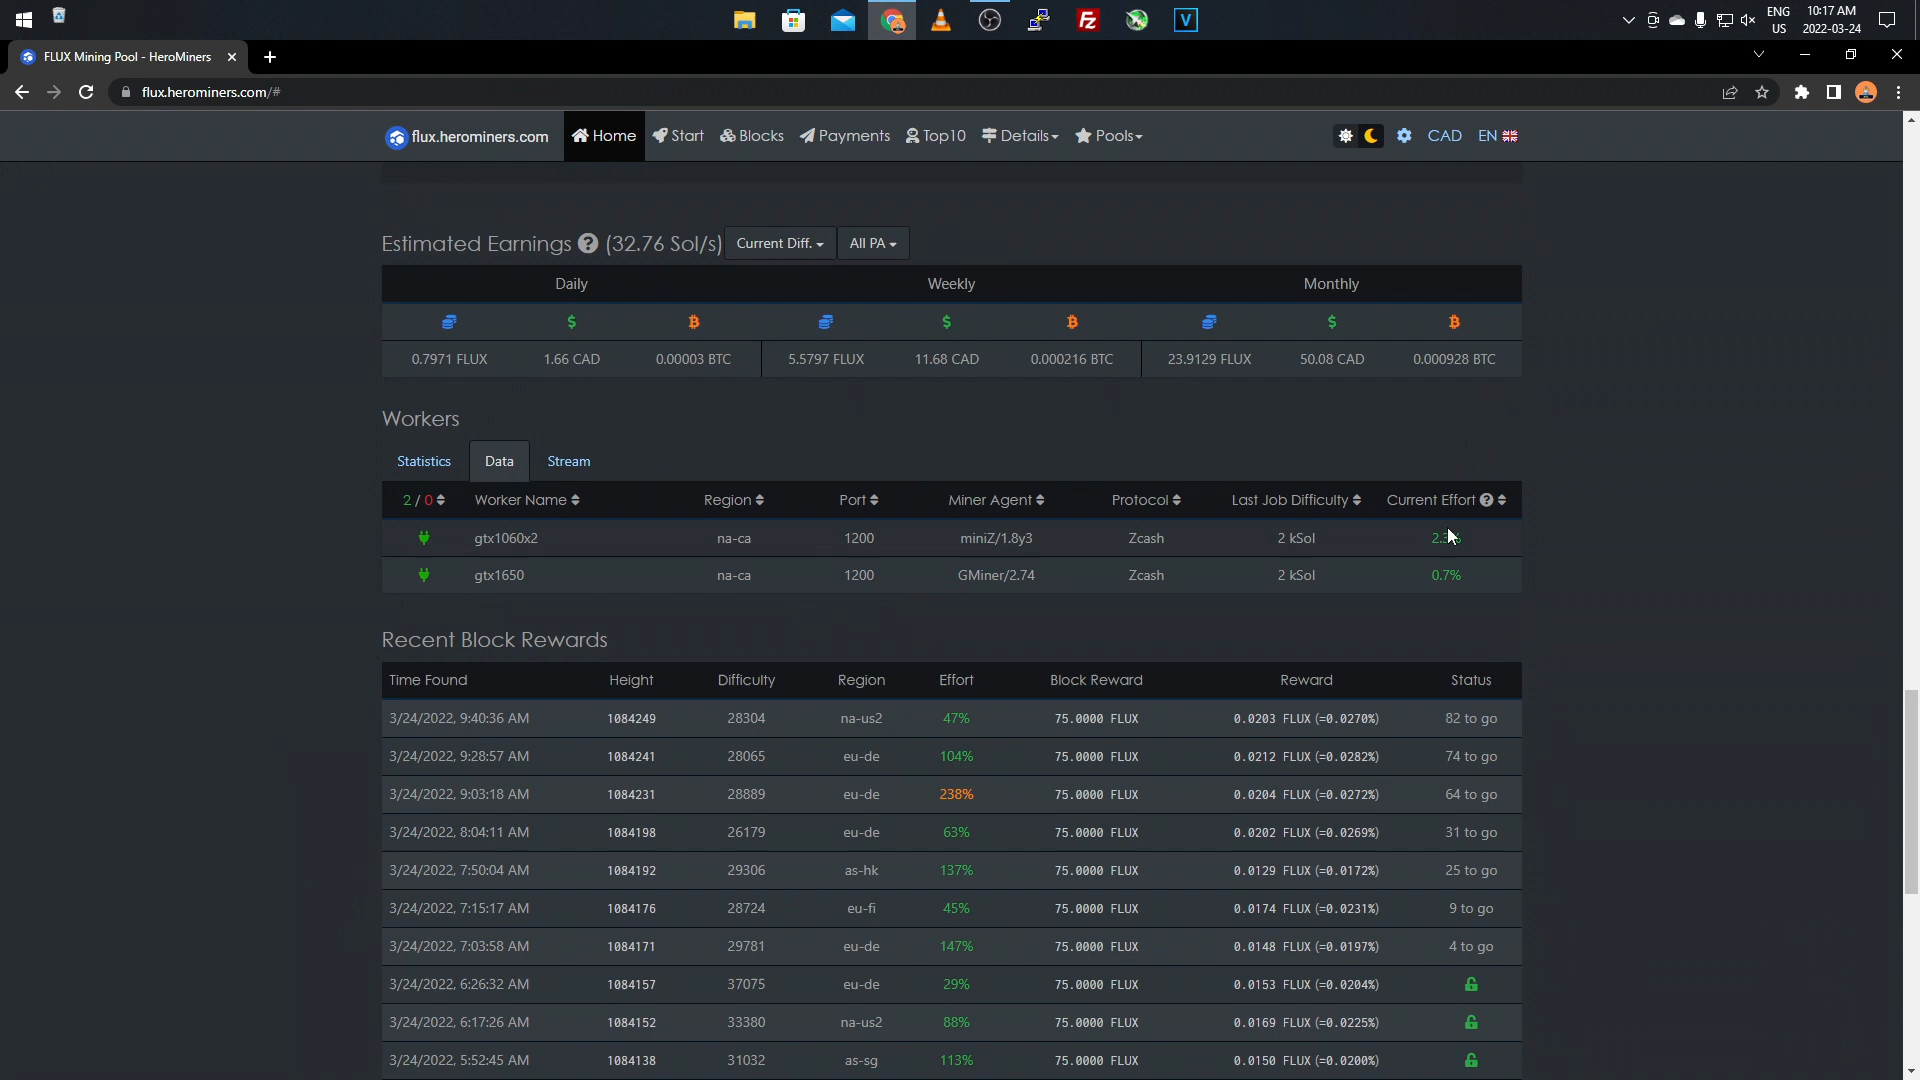 ENG
US
10:17 AM
2022-03-24
FLUX Mining Pool - HeroMiners
flux.herominers.com/#
flux.herominers.com Home Start Blocks Payments Top10 Details Pools CAD EN
Estimated Earnings ? (32.76 Sol/s) Current Diff. All PA
Daily Weekly Monthly
$ $ $
0.7971 FLUX 1.66 CAD 0.00003 BTC 5.5797 FLUX 11.68 CAD 0.000216 BTC 23.9129 FLUX 50.08 CAD 0.000928 BTC
Workers
Statistics Data Stream
2 / 0 Worker Name Region Port Miner Agent Protocol Last Job Difficulty Current Effort ?
gtx1060x2 na-ca 1200 miniZ/1.8y3 Zcash 2 kSol
gtx1650 na-ca 1200 GMiner/2.74 Zcash 2 kSol 0.7%
Recent Block Rewards
Time Found Height Difficulty Region Effort Block Reward Reward Status
3/24/2022, 9:40:36 AM 1084249 28304 na-us2 47% 75.0000 FLUX 0.0203 FLUX (=0.0270%) 82 to go
3/24/2022, 9:28:57 AM 1084241 28065 eu-de 104% 75.0000 FLUX 0.0212 FLUX (=0.0282%) 74 to go
3/24/2022, 9:03:18 AM 1084231 28889 eu-de 238% 75.0000 FLUX 0.0204 FLUX (=0.0272%) 64 to go
3/24/2022, 8:04:11 AM 1084198 26179 eu-de 63% 75.0000 FLUX 0.0202 FLUX (=0.0269%) 31 to go
3/24/2022, 7:50:04 AM 1084192 29306 as-hk 137% 75.0000 FLUX 0.0129 FLUX (=0.0172%) 25 to go
3/24/2022, 7:15:17 AM 1084176 28724 eu-fi 45% 75.0000 FLUX 0.0174 FLUX (=0.0231%) 9 to go
3/24/2022, 7:03:58 AM 1084171 29781 eu-de 147% 75.0000 FLUX 0.0148 FLUX (=0.0197%) 4 to go
3/24/2022, 6:26:32 AM 1084157 37075 eu-de 29% 75.0000 FLUX 0.0153 FLUX (=0.0204%)
3/24/2022, 6:17:26 AM 1084152 33380 na-us2 88% 75.0000 FLUX 0.0169 FLUX (=0.0225%)
3/24/2022, 5:52:45 AM 1084138 31032 as-sg 113% 75.0000 FLUX 0.0150 FLUX (=0.0200%)